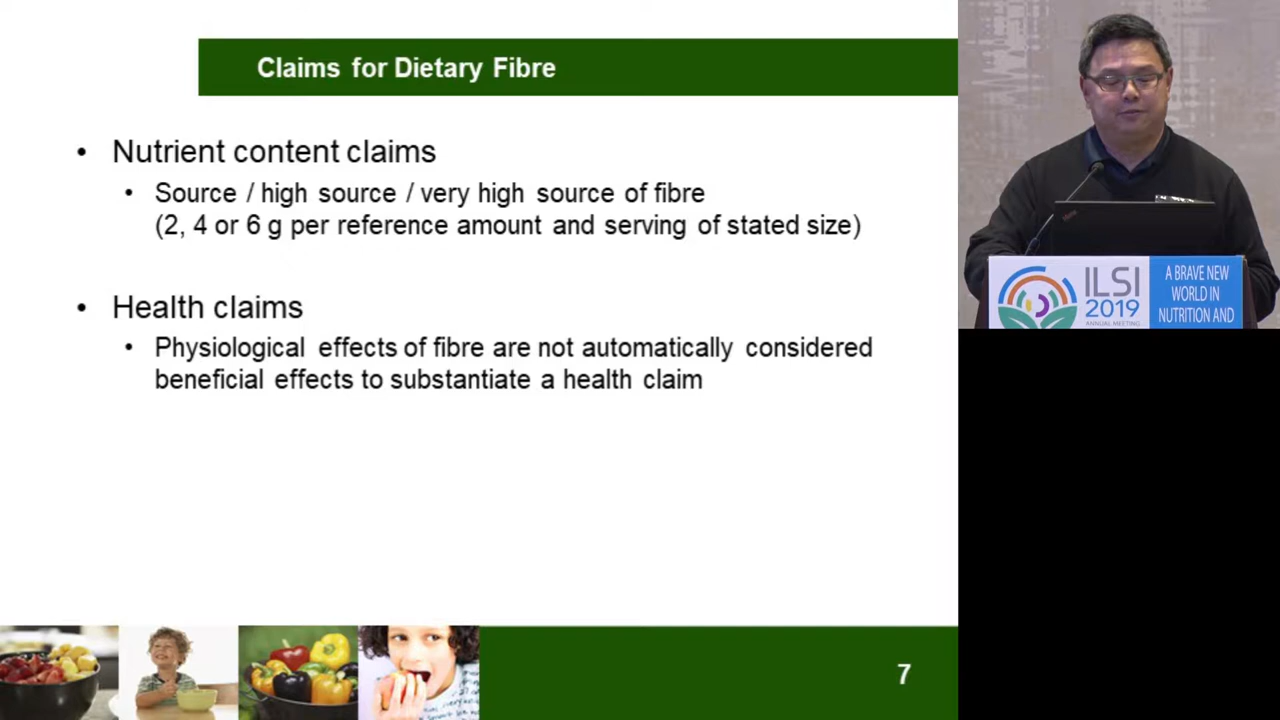 Claims for Dietary Fibre
• Nutrient content claims
• Source / high source / very high source of fibre
(2, 4 or 6 g per reference amount and serving of stated size)
• Health claims
• Physiological effects of fibre are not automatically considered
beneficial effects to substantiate a health claim
7
ILSI
2019
ANNUAL MEETING
A BRAVE NEW
WORLD IN
NUTRITION AND